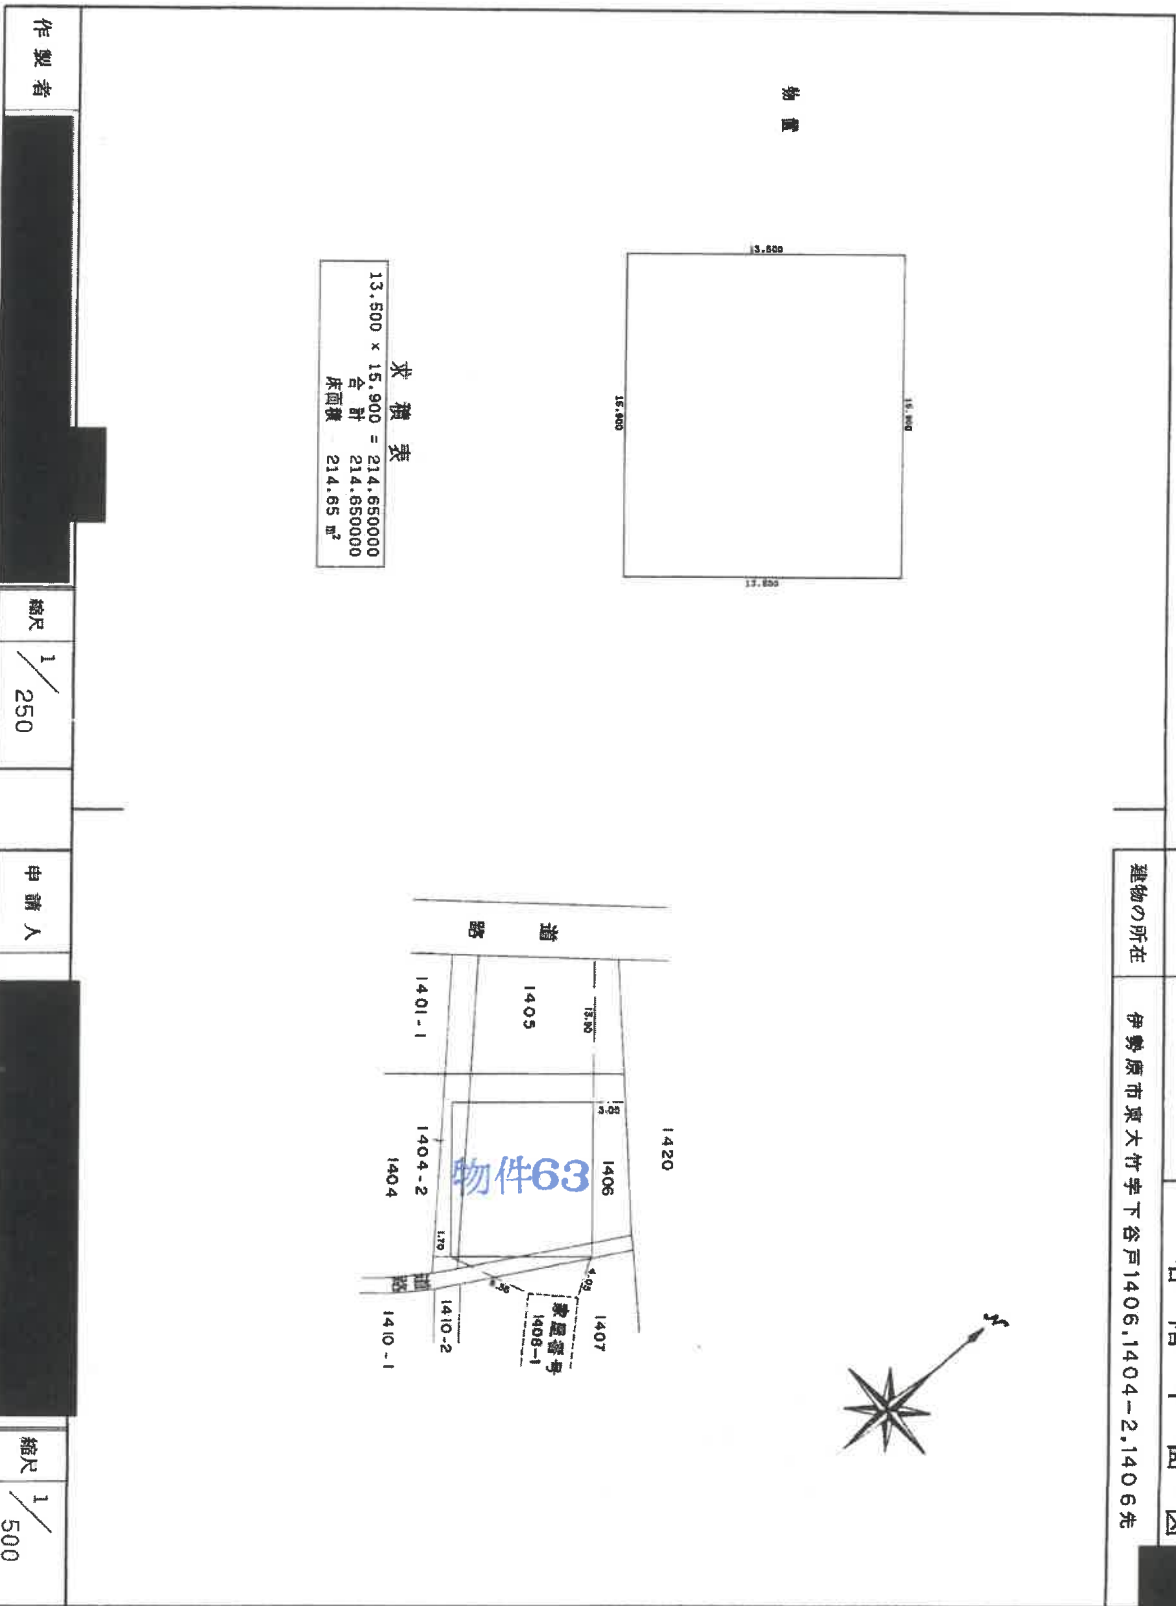 建物の所在
伊勢原市東大竹字下谷戸1406,1404-2,1406先
物置
13.500
15.900
15.900
13.500
求積表
13.500 × 15.900 = 214.650000
合計 214.650000
床面積 214.65 ㎡
道路
1401-1
1405
13.90
3.05
1420
1406
物件63
1404-2
1404
1.70
道路
1410-2
1410-1
1407
家屋番号
N
作製者
縮尺 1/250
申請人
縮尺 1/500